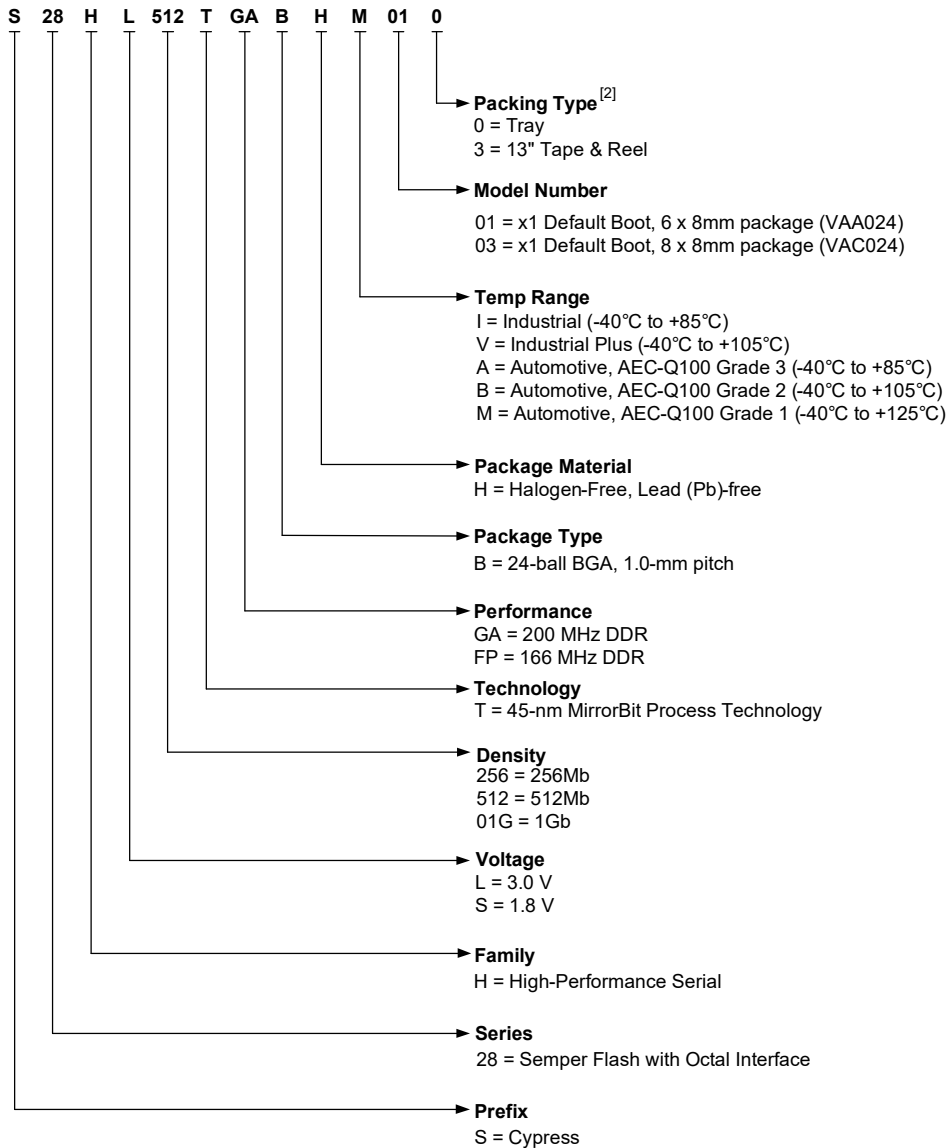 S 28 H L 512 T GA B H M 01 0
Packing Type[2]
0 = Tray
3 = 13" Tape & Reel
Model Number
01 = x1 Default Boot, 6 x 8mm package (VAA024)
03 = x1 Default Boot, 8 x 8mm package (VAC024)
Temp Range
I = Industrial (-40°C to +85°C)
V = Industrial Plus (-40°C to +105°C)
A = Automotive, AEC-Q100 Grade 3 (-40°C to +85°C)
B = Automotive, AEC-Q100 Grade 2 (-40°C to +105°C)
M = Automotive, AEC-Q100 Grade 1 (-40°C to +125°C)
Package Material
H = Halogen-Free, Lead (Pb)-free
Package Type
B = 24-ball BGA, 1.0-mm pitch
Performance
GA = 200 MHz DDR
FP = 166 MHz DDR
Technology
T = 45-nm MirrorBit Process Technology
Density
256 = 256Mb
512 = 512Mb
01G = 1Gb
Voltage
L = 3.0 V
S = 1.8 V
Family
H = High-Performance Serial
Series
28 = Semper Flash with Octal Interface
Prefix
S = Cypress